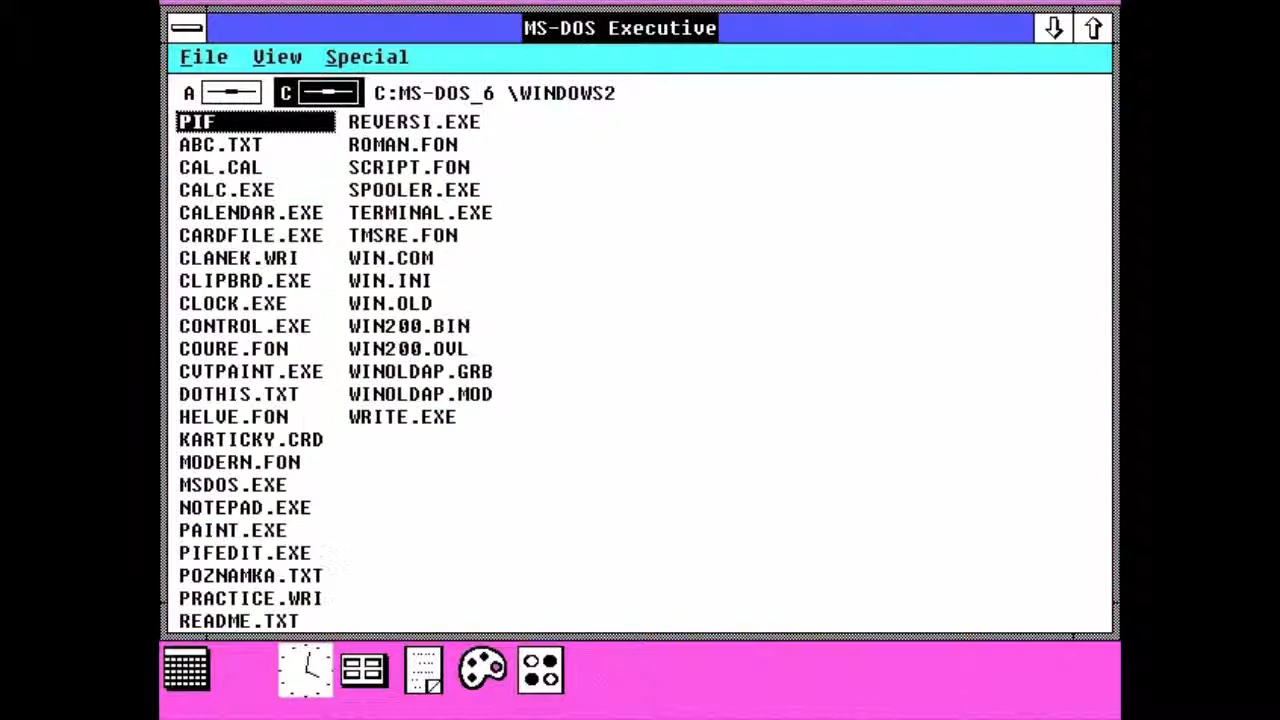 MS-DOS Executive
File View Special
A C C:MS-DOS_6 \WINDOWS2
PIF REVERSI.EXE
ABC.TXT ROMAN.FON
CAL.CAL SCRIPT.FON
CALC.EXE SPOOLER.EXE
CALENDAR.EXE TERMINAL.EXE
CARDFILE.EXE TMSRE.FON
CLANEK.WRI WIN.COM
CLIPBRD.EXE WIN.INI
CLOCK.EXE WIN.OLD
CONTROL.EXE WIN200.BIN
COURE.FON WIN200.OVL
CVTPAINT.EXE WINOLDAP.GRB
DOTHIS.TXT WINOLDAP.MOD
HELVE.FON WRITE.EXE
KARTICKY.CRD
MODERN.FON
MSDOS.EXE
NOTEPAD.EXE
PAINT.EXE
PIFEDIT.EXE
POZNAMKA.TXT
PRACTICE.WRI
README.TXT